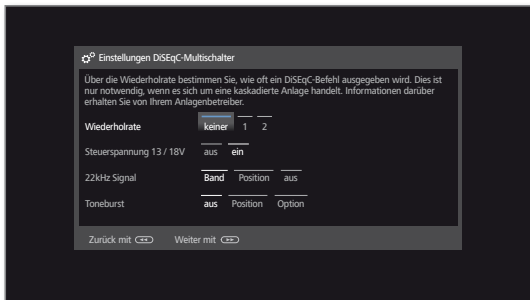 Einstellungen DiSEqC-Multischalter
Über die Wiederholrate bestimmen Sie, wie oft ein DiSEqC-Befehl ausgegeben wird. Dies ist
nur notwendig, wenn es sich um eine kaskadierte Anlage handelt. Informationen darüber
erhalten Sie von Ihrem Anlagenbetreiber.
Wiederholrate keiner 1 2
Steuerspannung 13 / 18V aus ein
22kHz Signal Band Position aus
Toneburst aus Position Option
Zurück mit Weiter mit